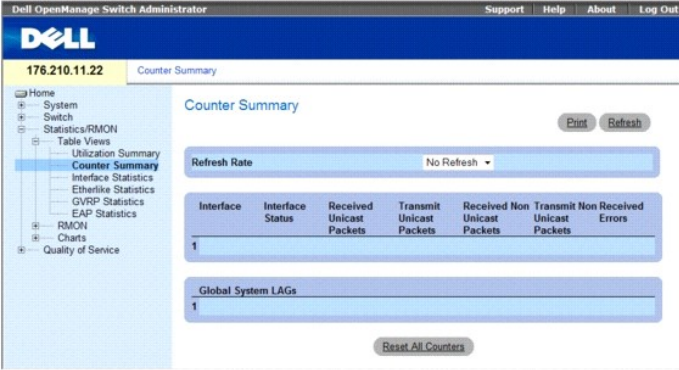 Dell OpenManage Switch Administrator
Support Help About Log Out
DELL
176.210.11.22
Counter Summary
Home
System
Switch
Statistics/RMON
Table Views
Utilization Summary
Counter Summary
Interface Statistics
Etherlike Statistics
GVRP Statistics
EAP Statistics
RMON
Charts
Quality of Service
Counter Summary
Print Refresh
Refresh Rate No Refresh
Interface Interface Status Received Unicast Packets Transmit Unicast Packets Received Non Unicast Packets Transmit Non Unicast Packets Received Errors
1
Global System LAGs
1
Reset All Counters